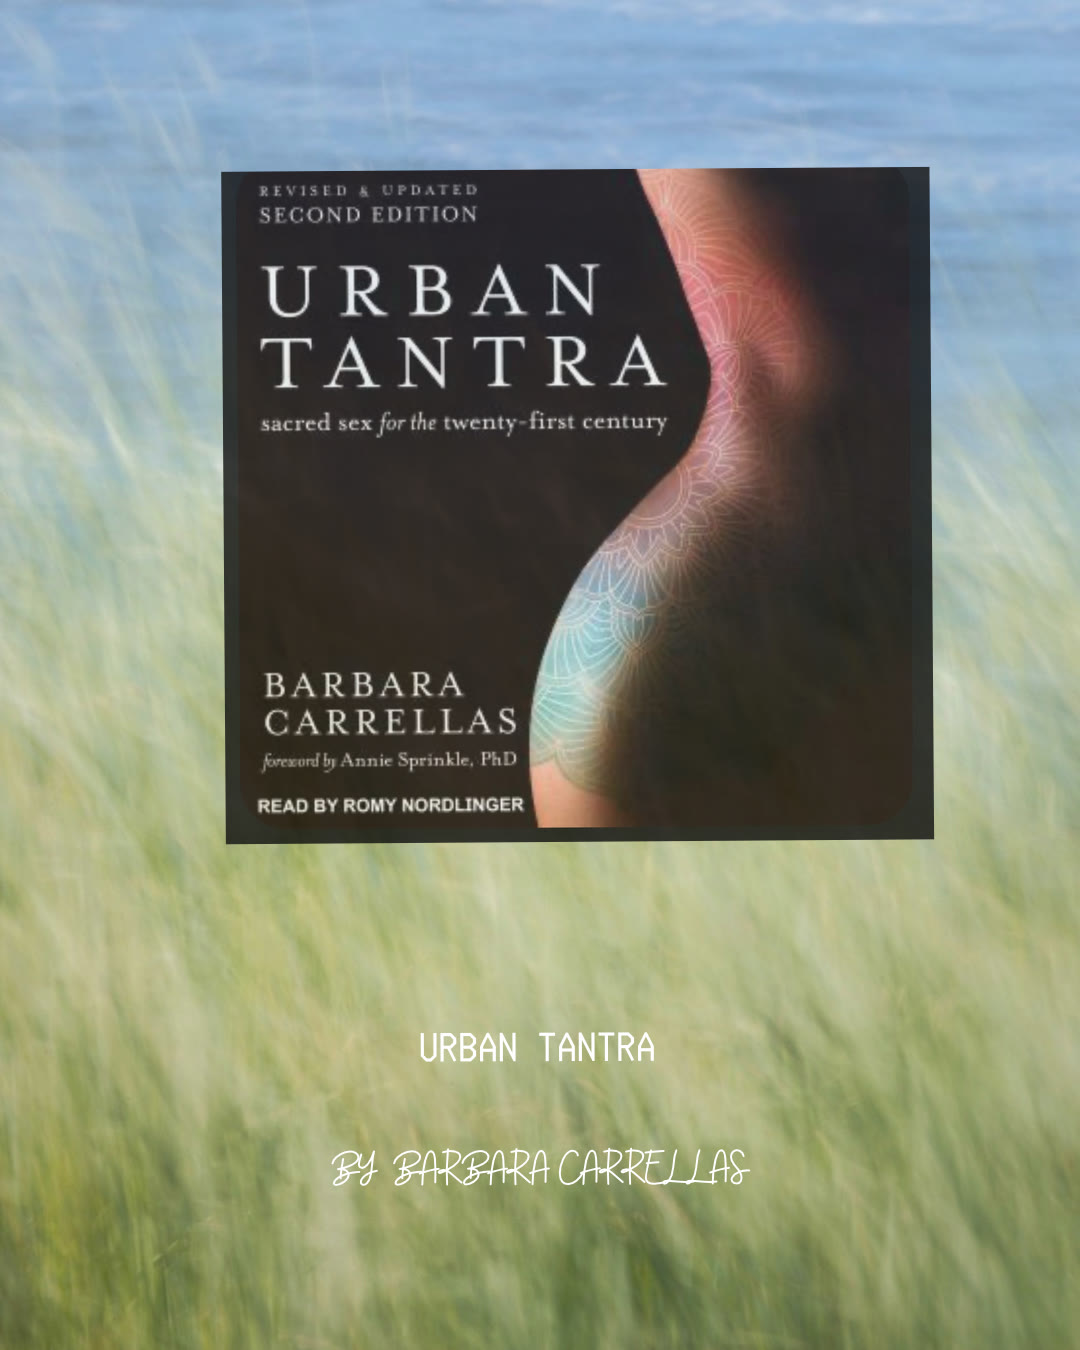 REVISED & UPDATED
SECOND EDITION
URBAN
TANTRA
sacred sex for the twenty-first century
BARBARA
CARRELLAS
foreword by Annie Sprinkle, PhD
READ BY ROMY NORDLINGER
URBAN TANTRA
BY BARBARA CARRELLAS